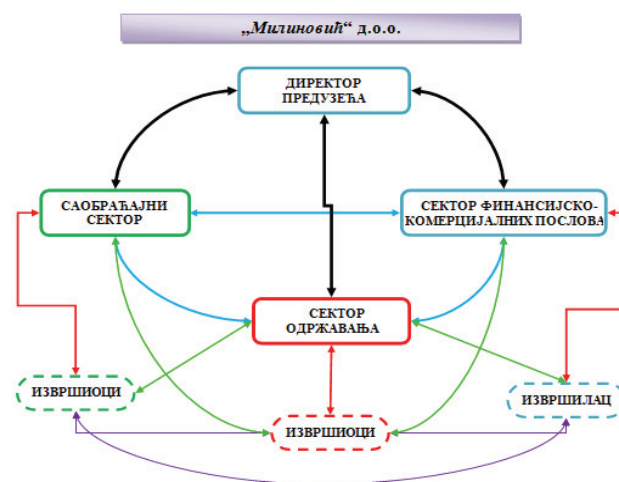 „Милиновић“ д.о.о.
ДИРЕКТОР
ПРЕДУЗЕЋА
САОБРАЋАЈНИ
СЕКТОР
СЕКТОР ФИНАНСИЈСКО-
КОМЕРЦИЈАЛНИХ ПОСЛОВА
СЕКТОР
ОДРЖАВАЊА
ИЗВРШИОЦИ
ИЗВРШИЛАЦ
ИЗВРШИОЦИ